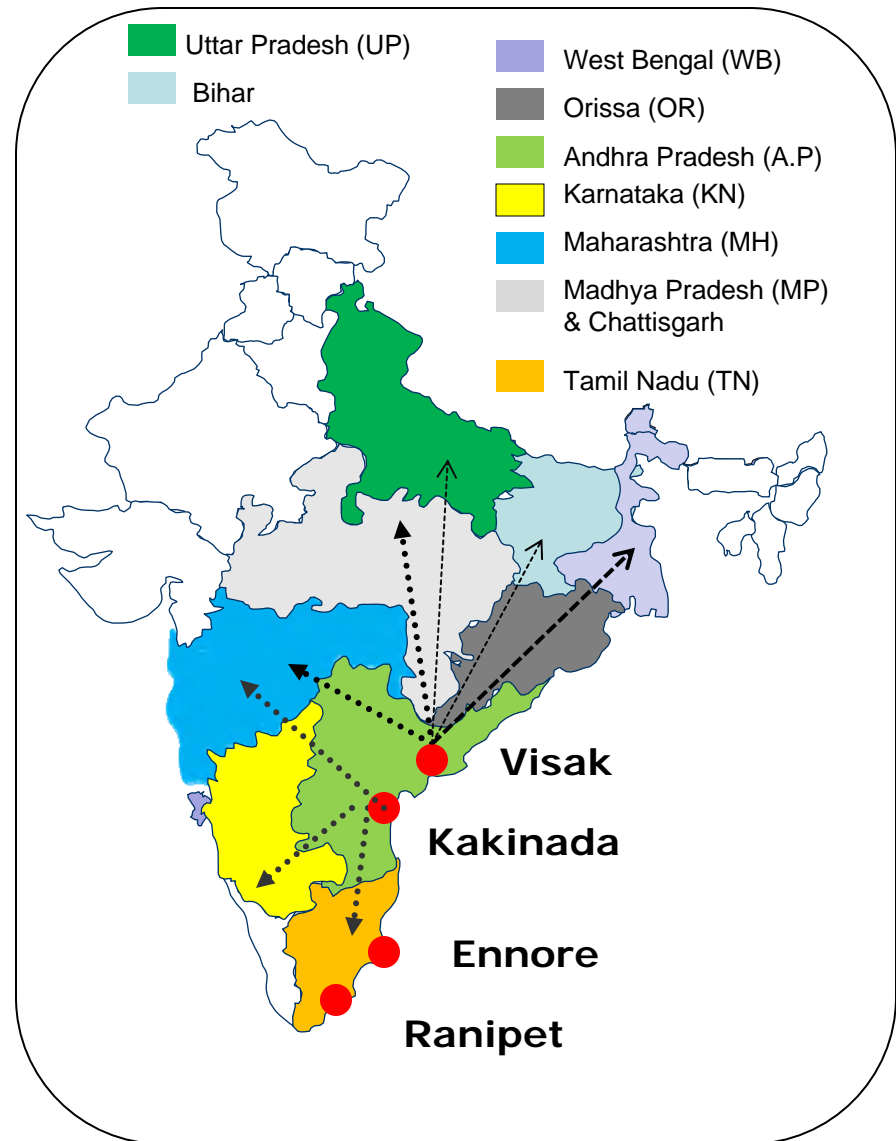 Uttar Pradesh (UP)
Bihar
West Bengal (WB)
Orissa (OR)
Andhra Pradesh (A.P)
Karnataka (KN)
Maharashtra (MH)
Madhya Pradesh (MP)
& Chattisgarh
Tamil Nadu (TN)
Visak
Kakinada
Ennore
Ranipet